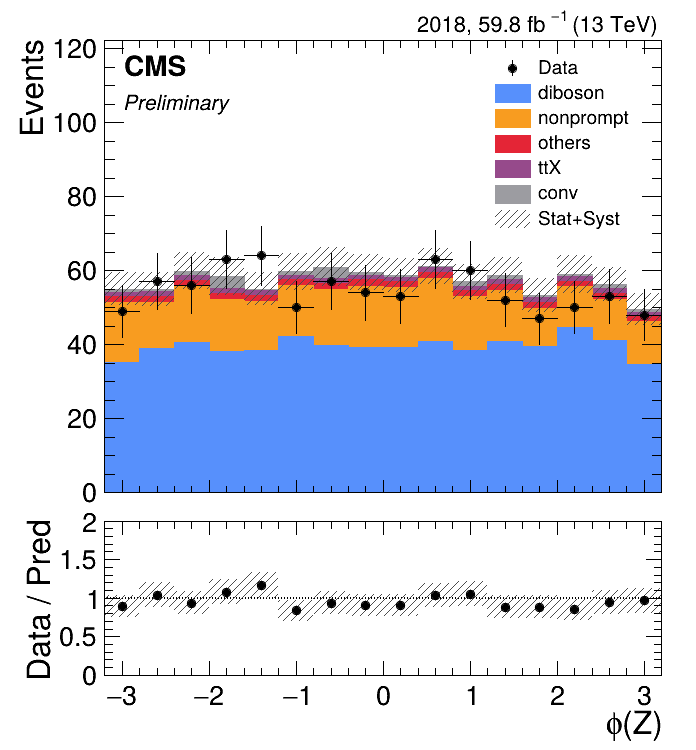 2018, 59.8 fb⁻¹ (13 TeV)
Events
120
100
80
60
40
20
0
CMS
Preliminary
Data
diboson
nonprompt
others
ttX
conv
Stat+Syst
Data / Pred
2
1.5
1
0.5
0
−3 −2 −1 0 1 2 3
ϕ(Z)